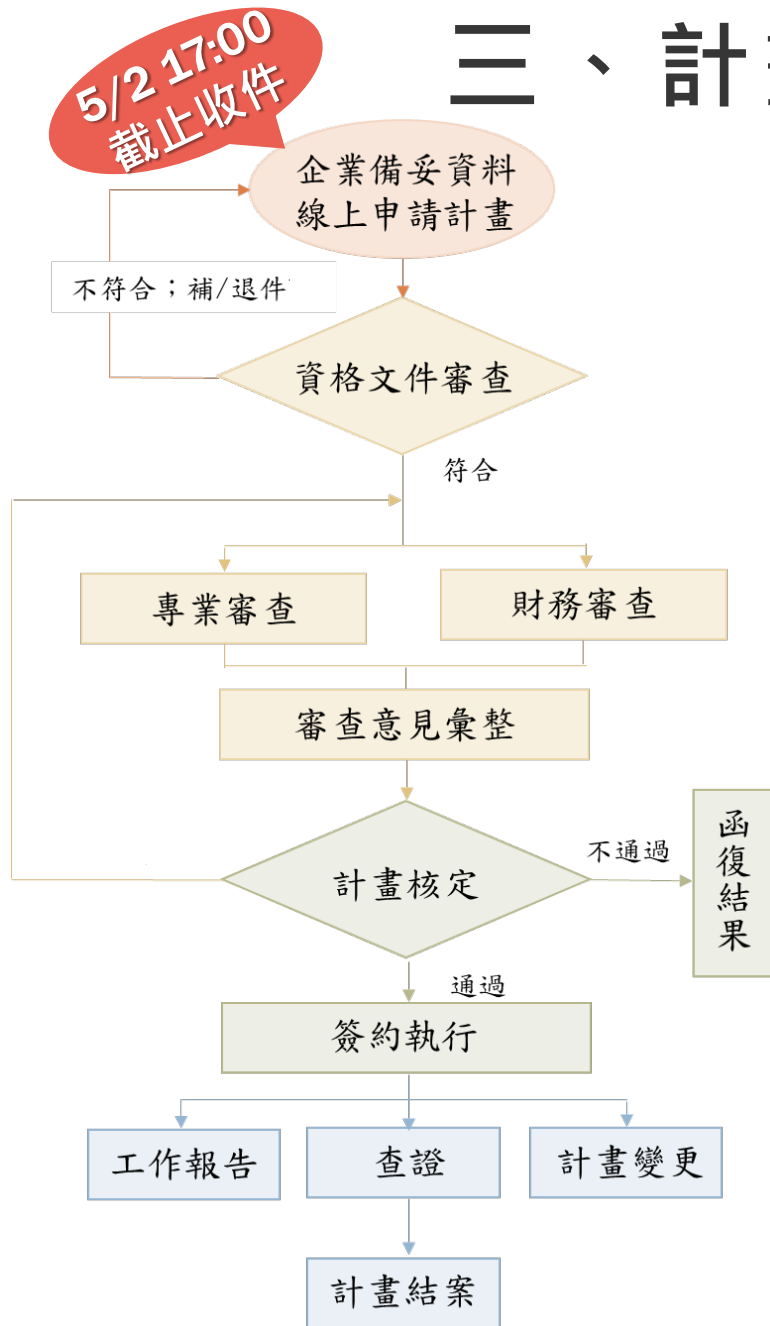 5/2 17:00
截止收件
三、計
企業備妥資料
線上申請計畫
不符合；補/退件
資格文件審查
符合
專業審查
財務審查
審查意見彙整
計畫核定
不通過
函復結果
通過
簽約執行
工作報告
查證
計畫變更
計畫結案